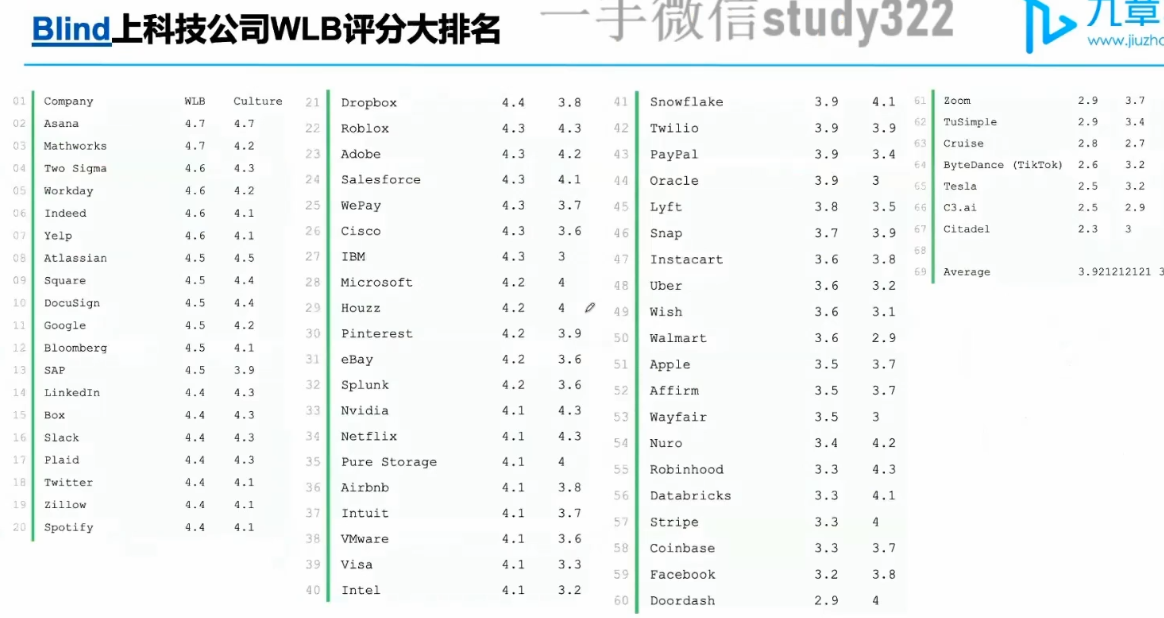 Blind上科技公司WLB评分大排名
一手微信study322
九章
www.jiuzho
01 Company WLB Culture
02 Asana 4.7 4.7
03 Mathworks 4.7 4.2
04 Two Sigma 4.6 4.3
05 Workday 4.6 4.2
06 Indeed 4.6 4.1
07 Yelp 4.6 4.1
08 Atlassian 4.5 4.5
09 Square 4.5 4.4
10 DocuSign 4.5 4.4
11 Google 4.5 4.2
12 Bloomberg 4.5 4.1
13 SAP 4.5 3.9
14 LinkedIn 4.4 4.3
15 Box 4.4 4.3
16 Slack 4.4 4.3
17 Plaid 4.4 4.3
18 Twitter 4.4 4.1
19 Zillow 4.4 4.1
20 Spotify 4.4 4.1
21 Dropbox 4.4 3.8
22 Roblox 4.3 4.3
23 Adobe 4.3 4.2
24 Salesforce 4.3 4.1
25 WePay 4.3 3.7
26 Cisco 4.3 3.6
27 IBM 4.3 3
28 Microsoft 4.2 4
29 Houzz 4.2 4
30 Pinterest 4.2 3.9
31 eBay 4.2 3.6
32 Splunk 4.2 3.6
33 Nvidia 4.1 4.3
34 Netflix 4.1 4.3
35 Pure Storage 4.1 4
36 Airbnb 4.1 3.8
37 Intuit 4.1 3.7
38 VMware 4.1 3.6
39 Visa 4.1 3.3
40 Intel 4.1 3.2
41 Snowflake 3.9 4.1
42 Twilio 3.9 3.9
43 PayPal 3.9 3.4
44 Oracle 3.9 3
45 Lyft 3.8 3.5
46 Snap 3.7 3.9
47 Instacart 3.6 3.8
48 Uber 3.6 3.2
49 Wish 3.6 3.1
50 Walmart 3.6 2.9
51 Apple 3.5 3.7
52 Affirm 3.5 3.7
53 Wayfair 3.5 3
54 Nuro 3.4 4.2
55 Robinhood 3.3 4.3
56 Databricks 3.3 4.1
57 Stripe 3.3 4
58 Coinbase 3.3 3.7
59 Facebook 3.2 3.8
60 Doordash 2.9 4
61 Zoom 2.9 3.7
62 TuSimple 2.9 3.4
63 Cruise 2.8 2.7
64 ByteDance (TikTok) 2.6 3.2
65 Tesla 2.5 3.2
66 C3.ai 2.5 2.9
67 Citadel 2.3 3
68
69 Average 3.921212121 3